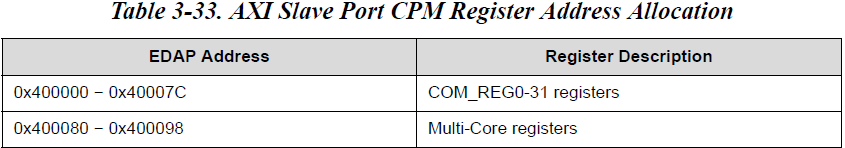 Table 3-33. AXI Slave Port CPM Register Address Allocation
EDAP Address Register Description
0x400000 − 0x40007C COM_REG0-31 registers
0x400080 − 0x400098 Multi-Core registers